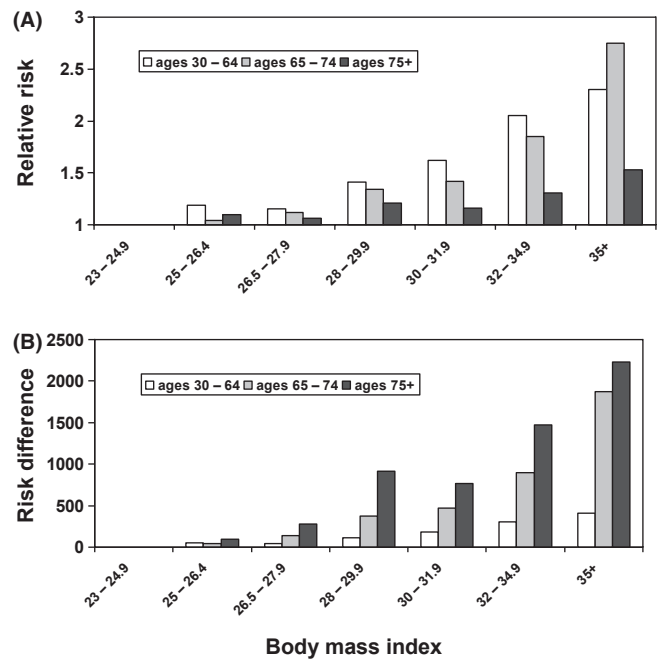 (A)
3
2.5
2
1.5
1
Relative risk
ages 30 – 64 ages 65 – 74 ages 75+
23 – 24.9
25 – 26.4
26.5 – 27.9
28 – 29.9
30 – 31.9
32 – 34.9
35+
(B)
2500
2000
1500
1000
500
0
Risk difference
ages 30 – 64 ages 65 – 74 ages 75+
23 – 24.9
25 – 26.4
26.5 – 27.9
28 – 29.9
30 – 31.9
32 – 34.9
35+
Body mass index